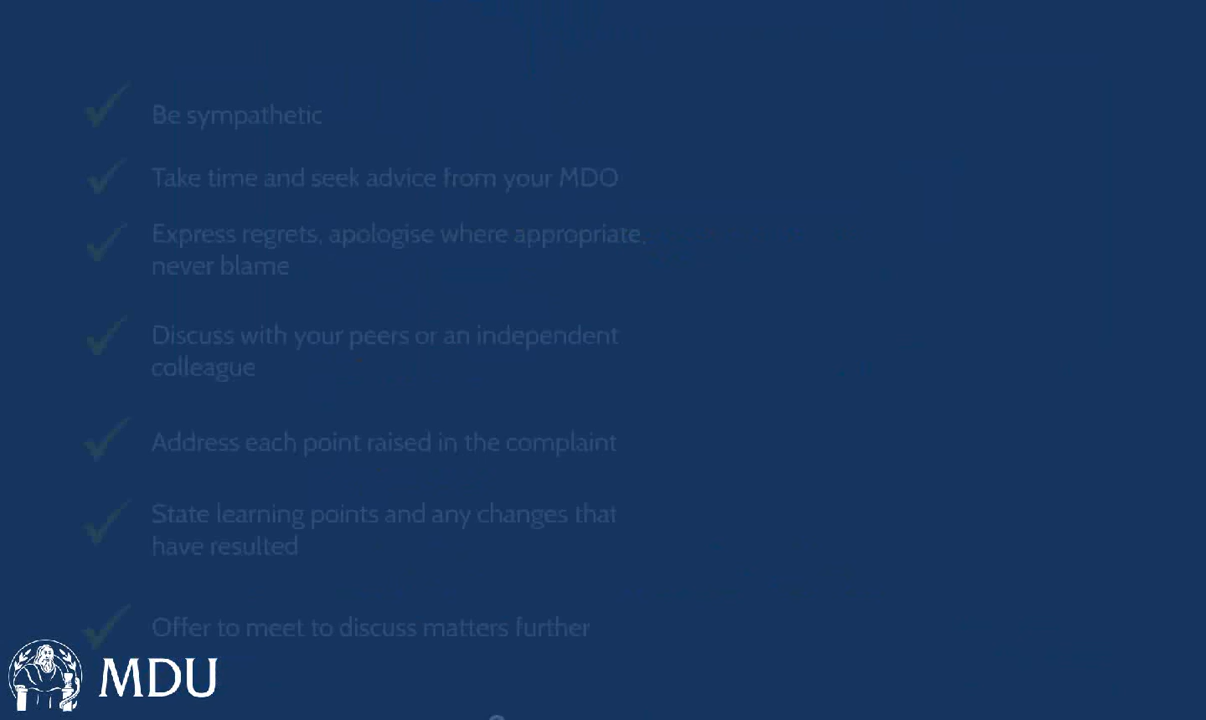 Be sympathetic
Take time and seek advice from your MDO
Express regrets, apologise where appropriate,
never blame
Discuss with your peers or an independent
colleague
Address each point raised in the complaint
State learning points and any changes that
have resulted
Offer to meet to discuss matters further
MDU